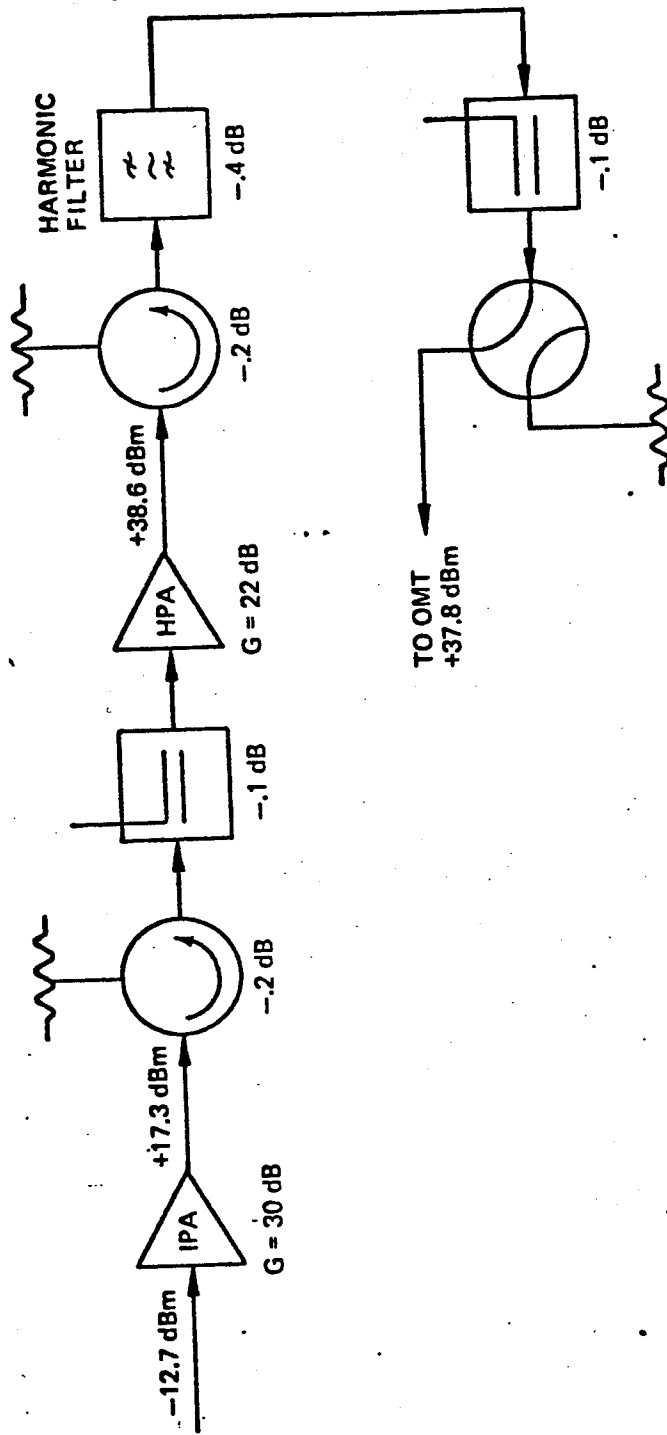 −12.7 dBm
IPA
G = 30 dB
+17.3 dBm
−.2 dB
−.1 dB
HPA
G = 22 dB
+38.6 dBm
−.2 dB
HARMONIC
FILTER
−.4 dB
−.1 dB
TO OMT
+37.8 dBm